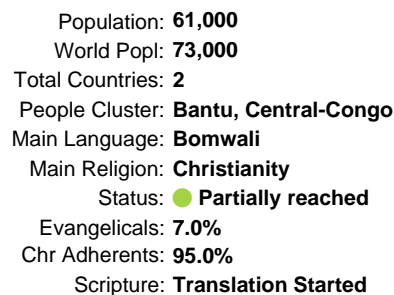 Population: 61,000
World Popl: 73,000
Total Countries: 2
People Cluster: Bantu, Central-Congo
Main Language: Bomwali
Main Religion: Christianity
Status: Partially reached
Evangelicals: 7.0%
Chr Adherents: 95.0%
Scripture: Translation Started